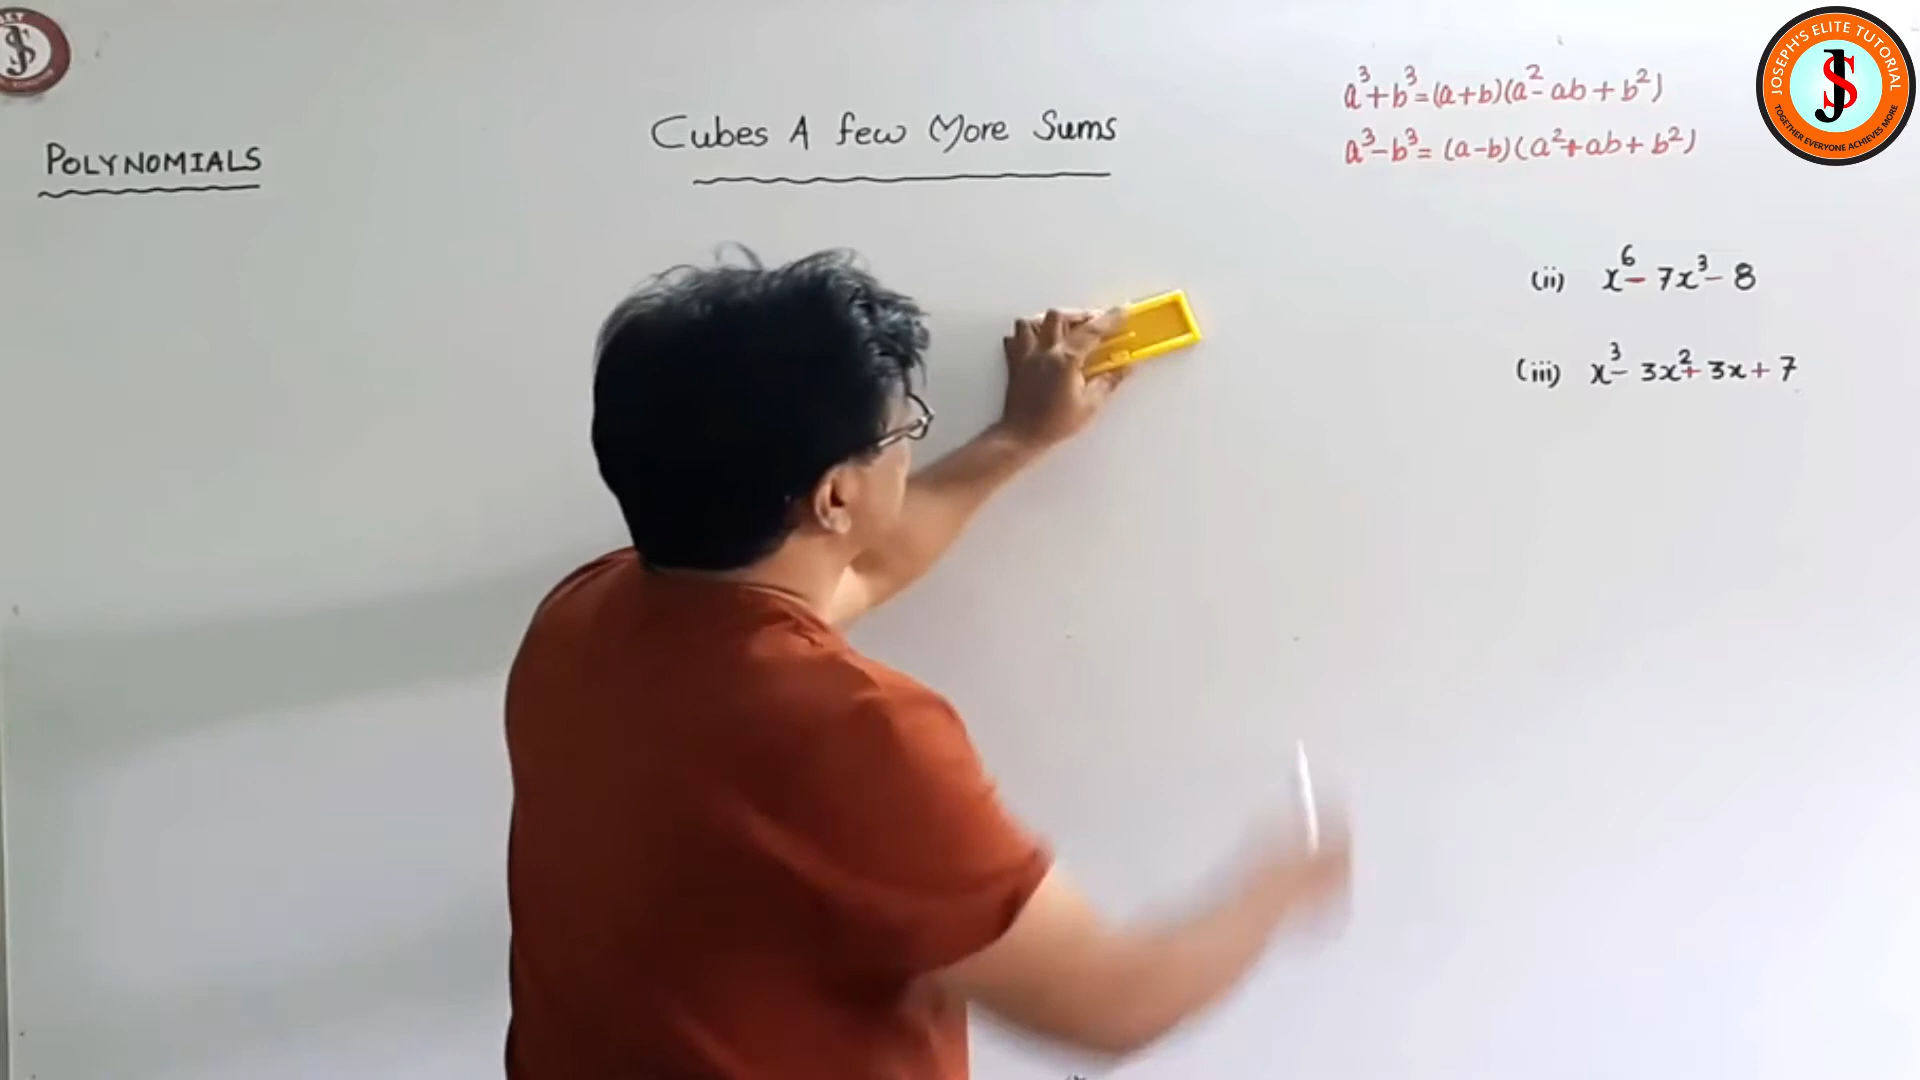 POLYNOMIALS
Cubes A few More Sums
a³+b³=(a+b)(a²-ab+b²)
a³-b³=(a-b)(a²+ab+b²)
(ii) x⁶-7x³-8
(iii) x³-3x²+3x+7
JOSEPH'S ELITE TUTORIAL
JS
TOGETHER EVERYONE ACHIEVES MORE